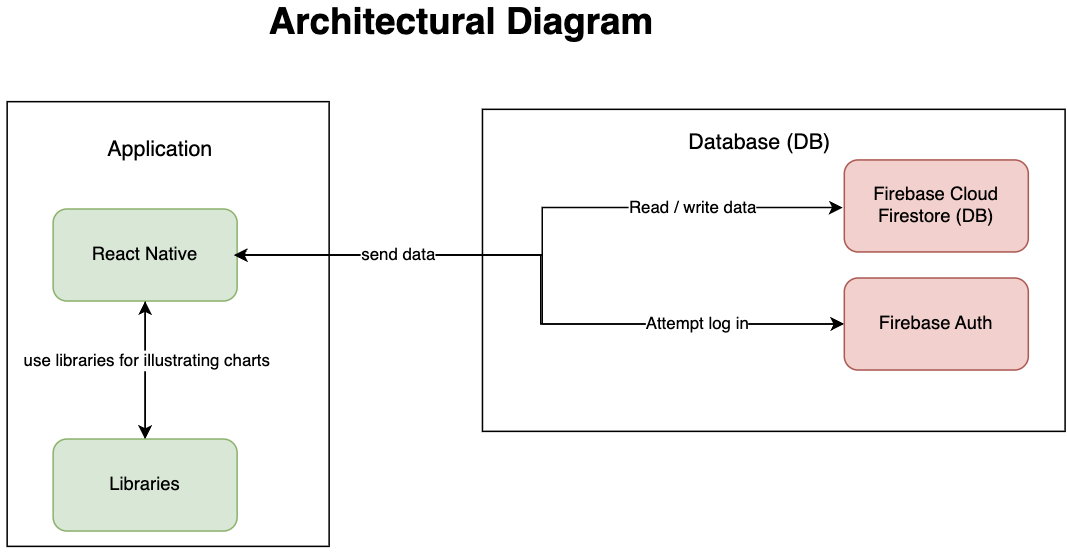 Architectural Diagram
Application
Database (DB)
Firebase Cloud
Firestore (DB)
Read / write data
React Native
send data
Attempt log in
Firebase Auth
use libraries for illustrating charts
Libraries